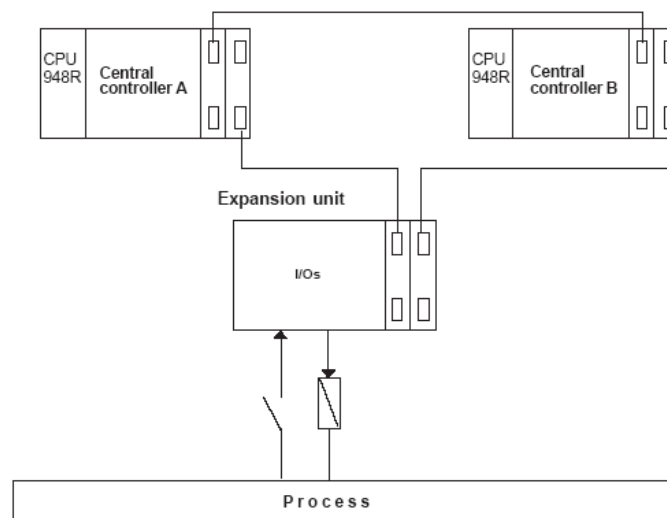 CPU
948R
Central
controller A
CPU
948R
Central
controller B
Expansion unit
I/Os
Process